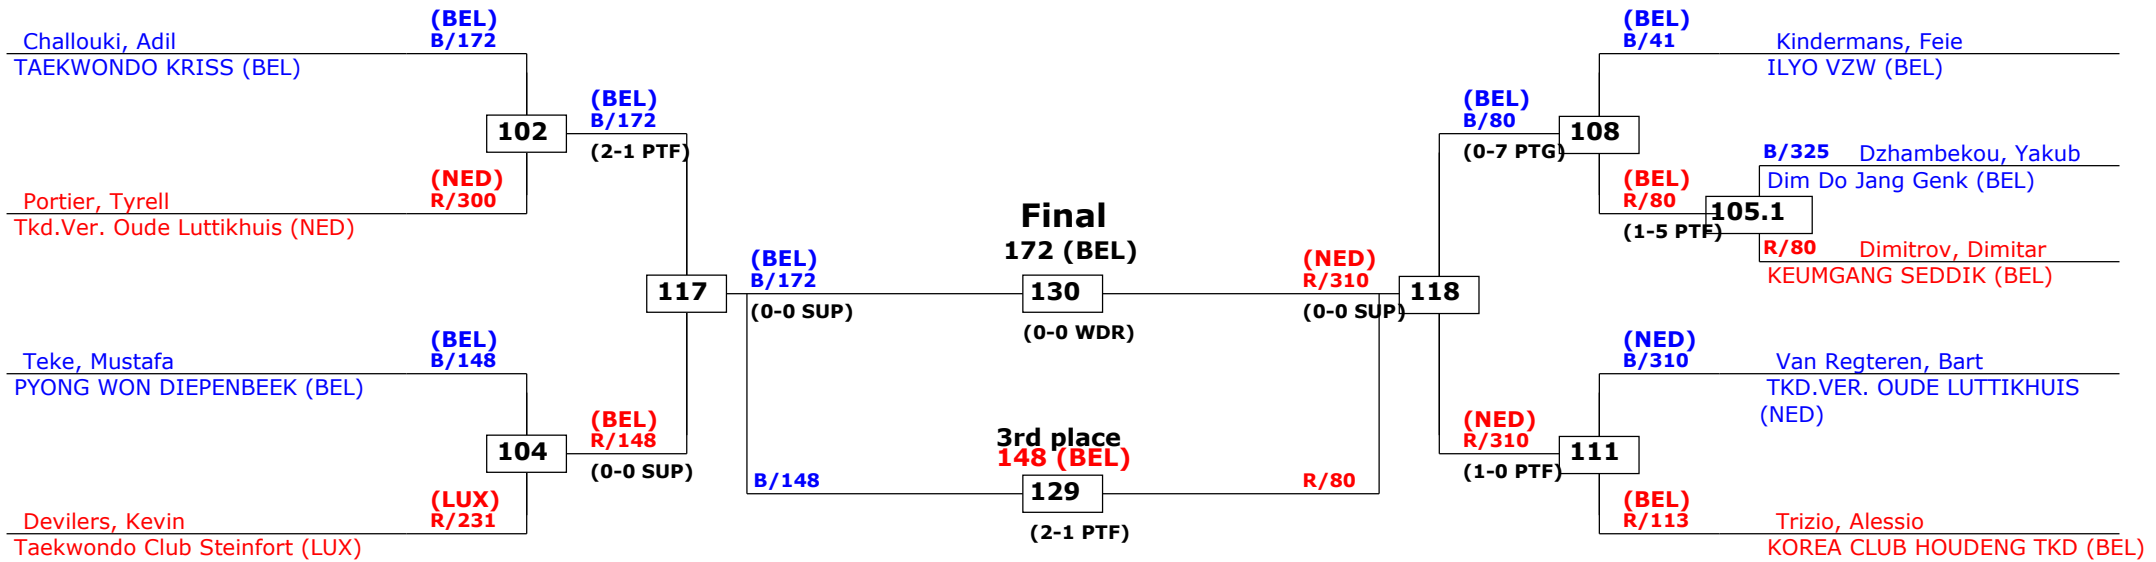 (BEL)
B/172
Challouki, Adil
TAEKWONDO KRISS (BEL)
102
(BEL)
B/172
(2-1 PTF)
(NED)
R/300
Portier, Tyrell
Tkd.Ver. Oude Luttikhuis (NED)
117
(BEL)
B/172
(0-0 SUP)
(BEL)
B/148
Teke, Mustafa
PYONG WON DIEPENBEEK (BEL)
104
(BEL)
R/148
(0-0 SUP)
(LUX)
R/231
Devilers, Kevin
Taekwondo Club Steinfort (LUX)
Final
172 (BEL)
130
(0-0 WDR)
3rd place
148 (BEL)
B/148
129
R/80
(2-1 PTF)
(NED)
R/310
(0-0 SUP)
118
(BEL)
B/80
(0-7 PTG)
108
(BEL)
B/41
Kindermans, Feie
ILYO VZW (BEL)
(BEL)
R/80
(1-5 PTF)
105.1
B/325 Dzhambekou, Yakub
Dim Do Jang Genk (BEL)
R/80 Dimitrov, Dimitar
KEUMGANG SEDDIK (BEL)
(NED)
R/310
(1-0 PTF)
111
(NED)
B/310
Van Regteren, Bart
TKD.VER. OUDE LUTTIKHUIS
(NED)
(BEL)
R/113
Trizio, Alessio
KOREA CLUB HOUDENG TKD (BEL)